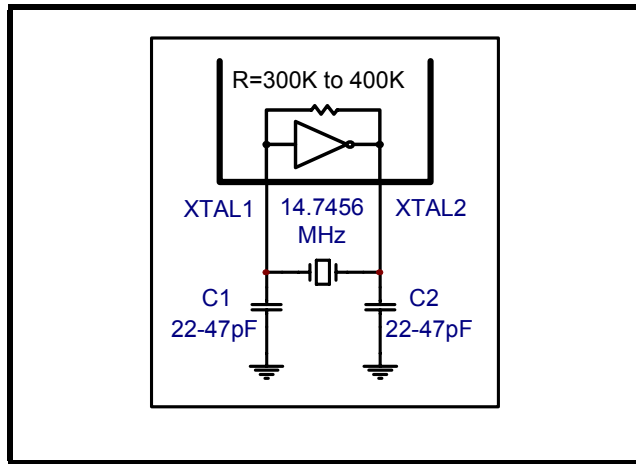 R=300K to 400K
XTAL1 14.7456 XTAL2
MHz
C1 C2
22-47pF 22-47pF